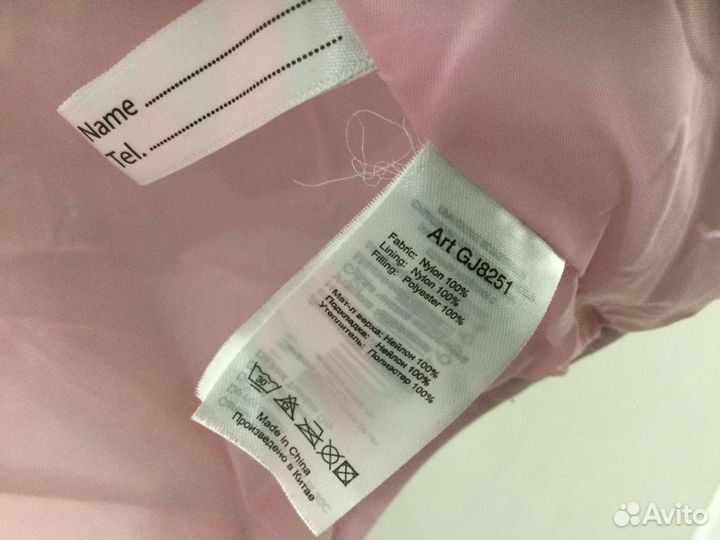 Name ........................
Tel. ........................
Art GJ8251
Fabric: Nylon 100%
Lining: Nylon 100%
Filling: Polyester 100%
Мат-л верха: Нейлон 100%
Подкладка: Нейлон 100%
Утеплитель: Полиэстер 100%
30
Made in China
Произведено в Китае
Avito